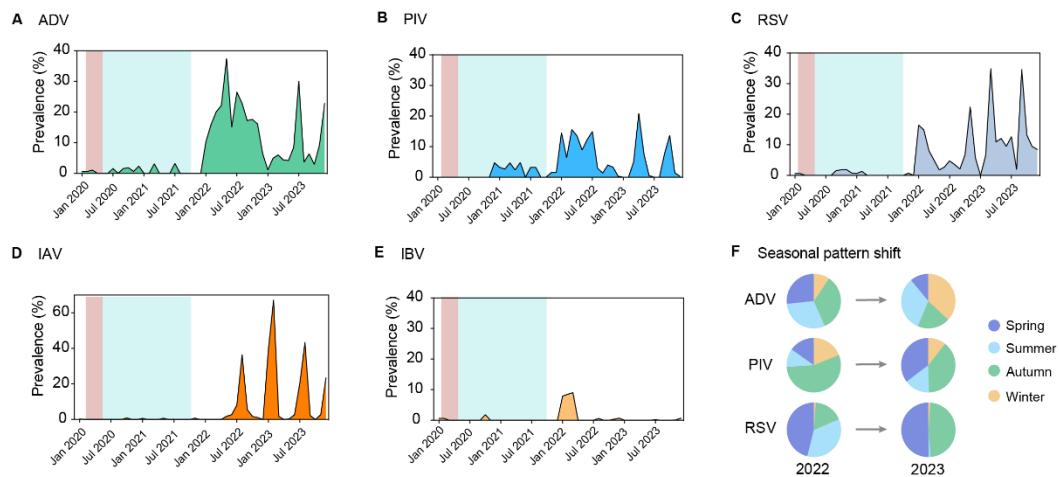 A ADV
Prevalence (%)
40
30
20
10
0
Jan 2020
Jul 2020
Jan 2021
Jul 2021
Jan 2022
Jul 2022
Jan 2023
Jul 2023
B PIV
Prevalence (%)
40
30
20
10
0
Jan 2020
Jul 2020
Jan 2021
Jul 2021
Jan 2022
Jul 2022
Jan 2023
Jul 2023
C RSV
Prevalence (%)
40
30
20
10
0
Jan 2020
Jul 2020
Jan 2021
Jul 2021
Jan 2022
Jul 2022
Jan 2023
Jul 2023
D IAV
Prevalence (%)
60
40
20
0
Jan 2020
Jul 2020
Jan 2021
Jul 2021
Jan 2022
Jul 2022
Jan 2023
Jul 2023
E IBV
Prevalence (%)
40
30
20
10
0
Jan 2020
Jul 2020
Jan 2021
Jul 2021
Jan 2022
Jul 2022
Jan 2023
Jul 2023
F Seasonal pattern shift
ADV
PIV
RSV
2022
2023
Spring
Summer
Autumn
Winter